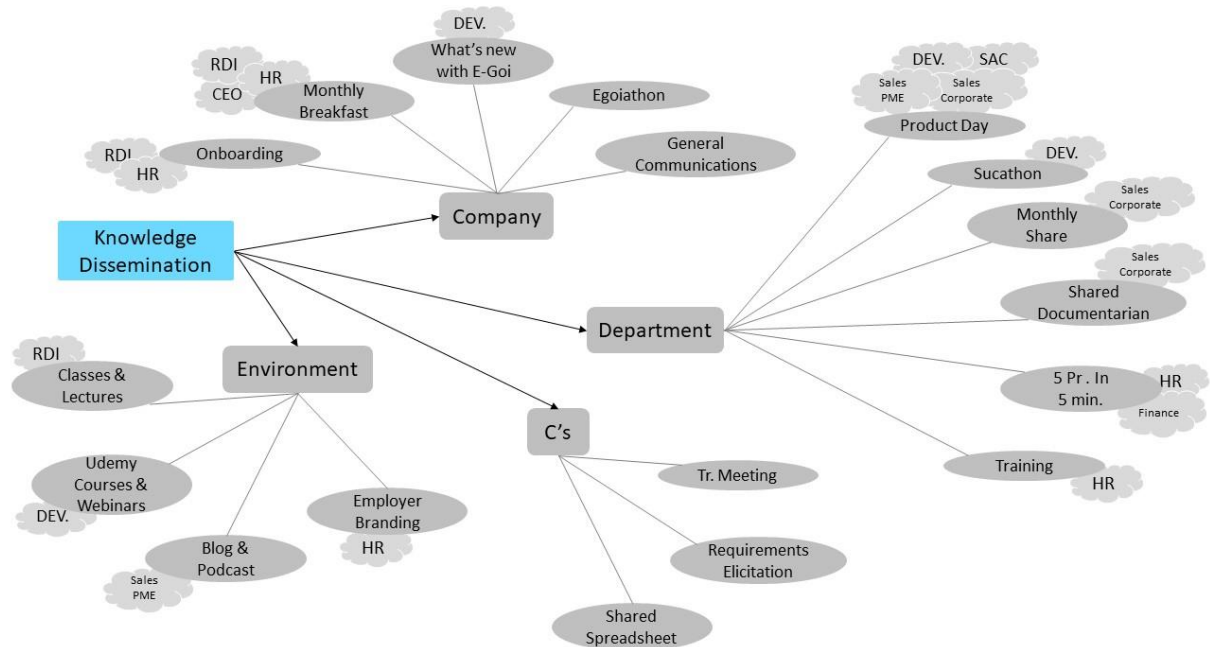 DEV.
What's new
with E-Goi
RDI
HR
CEO
Monthly
Breakfast
Egoiathon
RDI
HR
Onboarding
General
Communications
Company
Knowledge
Dissemination
DEV.
SAC
Sales
PME
Sales
Corporate
Product Day
DEV.
Sucathon
Sales
Corporate
Monthly
Share
Sales
Corporate
Shared
Documentarian
Department
5 Pr . In
5 min.
HR
Finance
Training
HR
Environment
RDI
Classes &
Lectures
Udemy
Courses &
Webinars
DEV.
Blog &
Podcast
Sales
PME
Employer
Branding
HR
C's
Tr. Meeting
Requirements
Elicitation
Shared
Spreadsheet